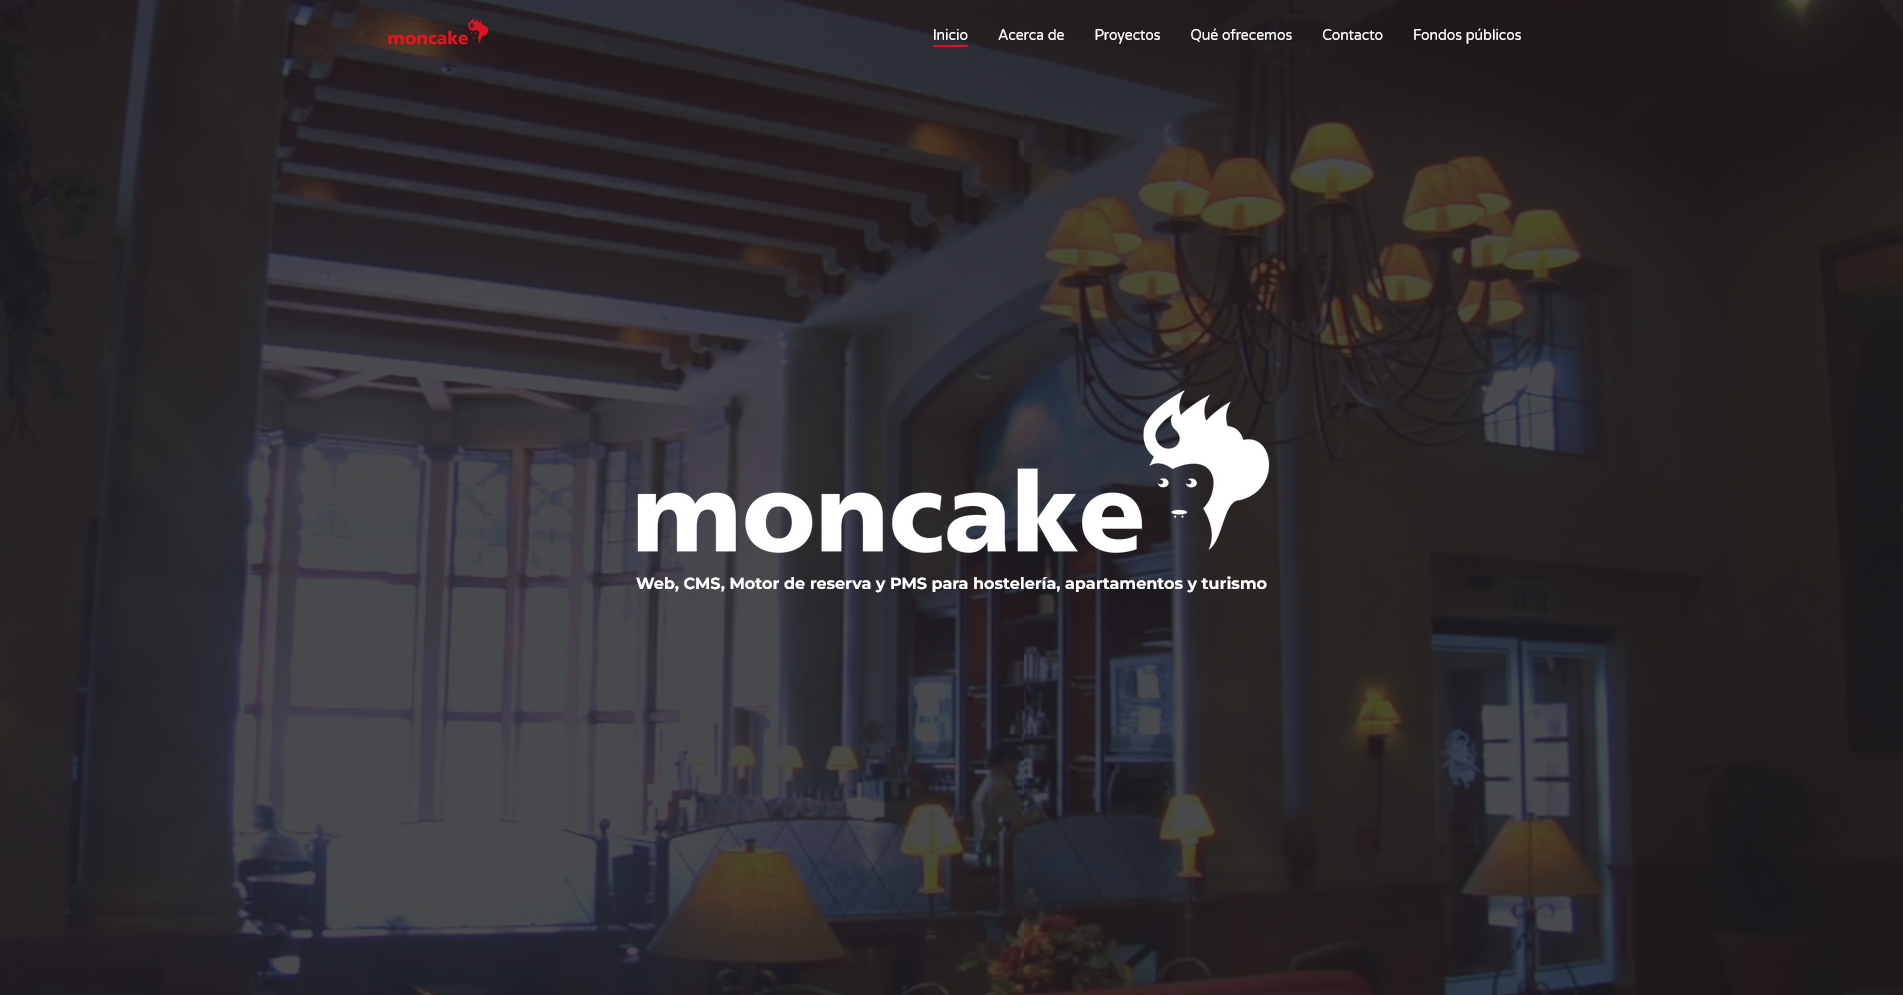 moncake
Inicio
Acerca de
Proyectos
Qué ofrecemos
Contacto
Fondos públicos
moncake
Web, CMS, Motor de reserva y PMS para hostelería, apartamentos y turismo